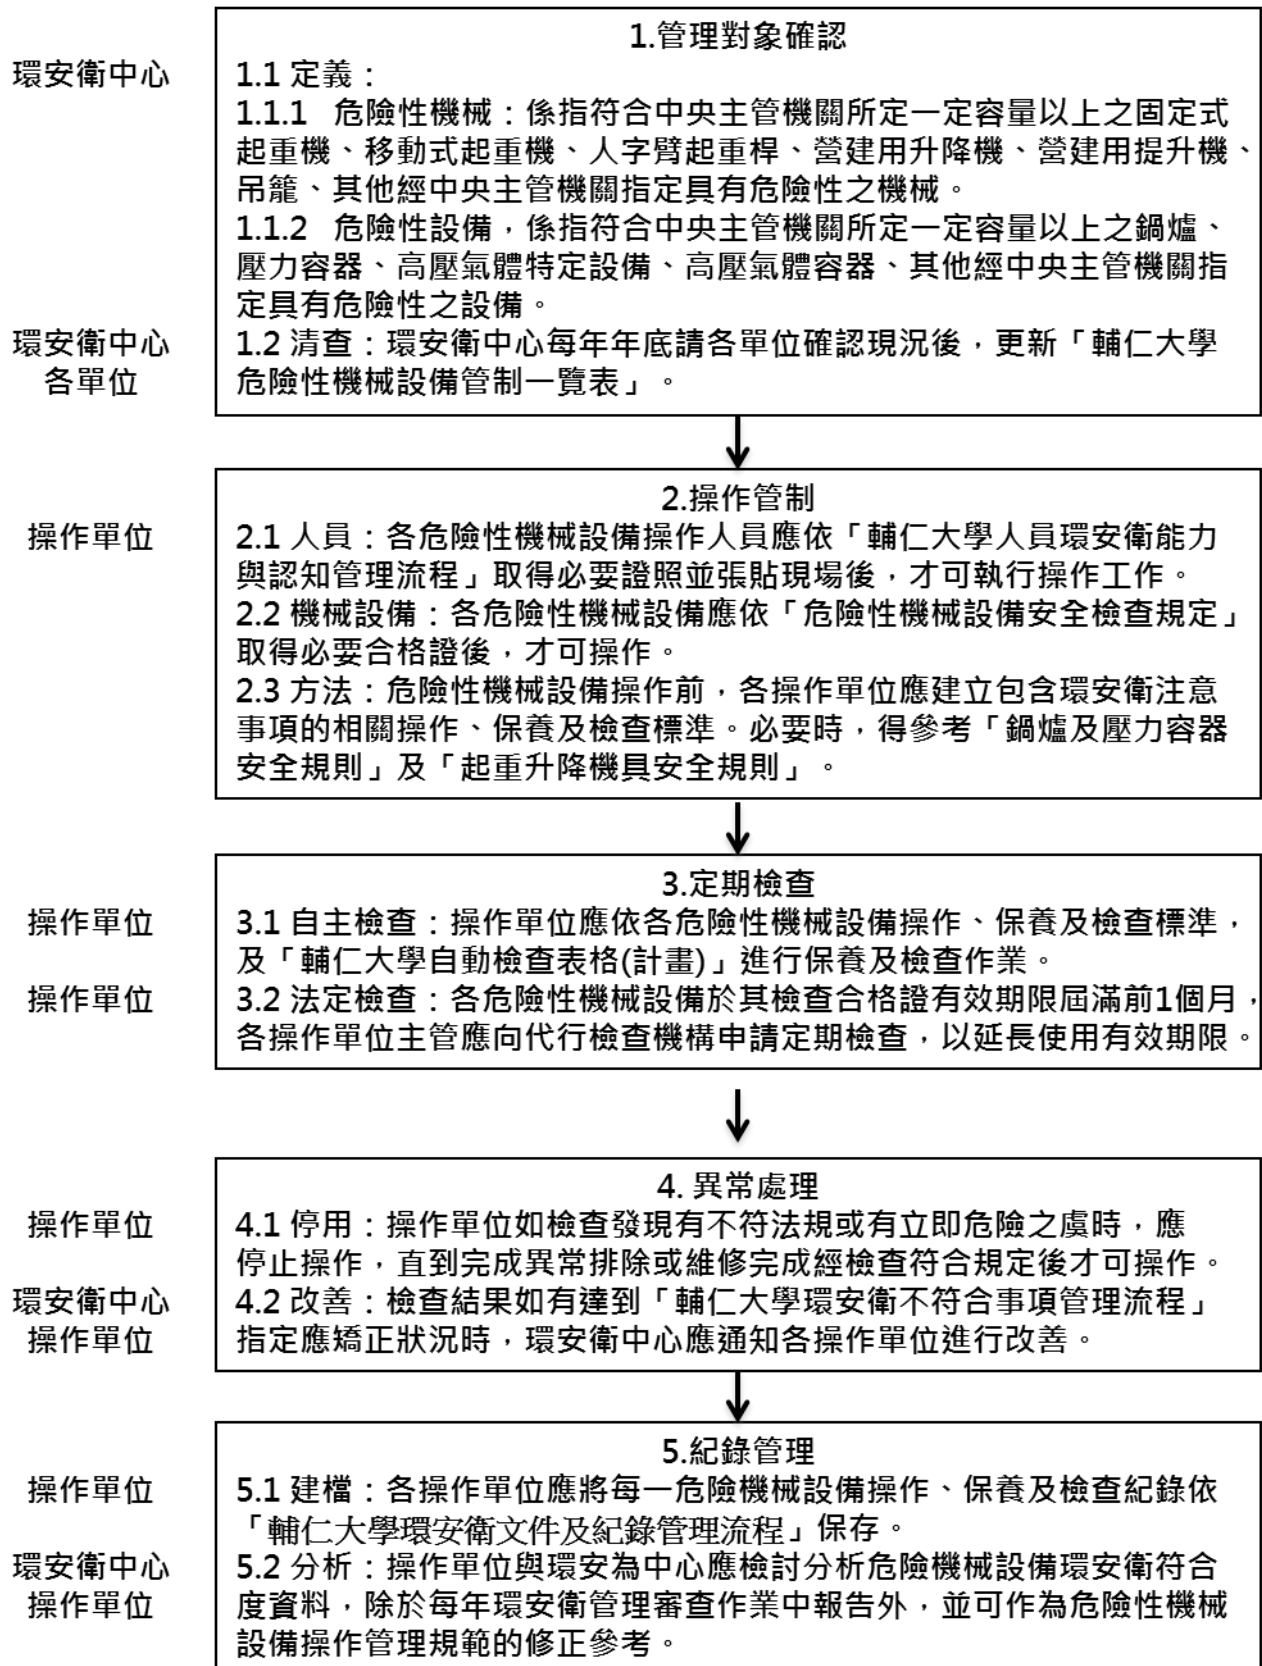 1.管理對象確認
環安衛中心
1.1 定義：
1.1.1 危險性機械：係指符合中央主管機關所定一定容量以上之固定式
起重機、移動式起重機、人字臂起重桿、營建用升降機、營建用提升機、
吊籠、其他經中央主管機關指定具有危險性之機械。
1.1.2 危險性設備，係指符合中央主管機關所定一定容量以上之鍋爐、
壓力容器、高壓氣體特定設備、高壓氣體容器、其他經中央主管機關指
定具有危險性之設備。
環安衛中心
各單位
1.2 清查：環安衛中心每年年底請各單位確認現況後，更新「輔仁大學
危險性機械設備管制一覽表」。
2.操作管制
操作單位
2.1 人員：各危險性機械設備操作人員應依「輔仁大學人員環安衛能力
與認知管理流程」取得必要證照並張貼現場後，才可執行操作工作。
2.2 機械設備：各危險性機械設備應依「危險性機械設備安全檢查規定」
取得必要合格證後，才可操作。
2.3 方法：危險性機械設備操作前，各操作單位應建立包含環安衛注意
事項的相關操作、保養及檢查標準。必要時，得參考「鍋爐及壓力容器
安全規則」及「起重升降機具安全規則」。
3.定期檢查
操作單位
3.1 自主檢查：操作單位應依各危險性機械設備操作、保養及檢查標準，
及「輔仁大學自動檢查表格(計畫)」進行保養及檢查作業。
操作單位
3.2 法定檢查：各危險性機械設備於其檢查合格證有效期限屆滿前1個月，
各操作單位主管應向代行檢查機構申請定期檢查，以延長使用有效期限。
4. 異常處理
操作單位
4.1 停用：操作單位如檢查發現有不符法規或有立即危險之虞時，應
停止操作，直到完成異常排除或維修完成經檢查符合規定後才可操作。
環安衛中心
操作單位
4.2 改善：檢查結果如有達到「輔仁大學環安衛不符合事項管理流程」
指定應矯正狀況時，環安衛中心應通知各操作單位進行改善。
5.紀錄管理
操作單位
5.1 建檔：各操作單位應將每一危險機械設備操作、保養及檢查紀錄依
「輔仁大學環安衛文件及紀錄管理流程」保存。
環安衛中心
操作單位
5.2 分析：操作單位與環安為中心應檢討分析危險機械設備環安衛符合
度資料，除於每年環安衛管理審查作業中報告外，並可作為危險性機械
設備操作管理規範的修正參考。